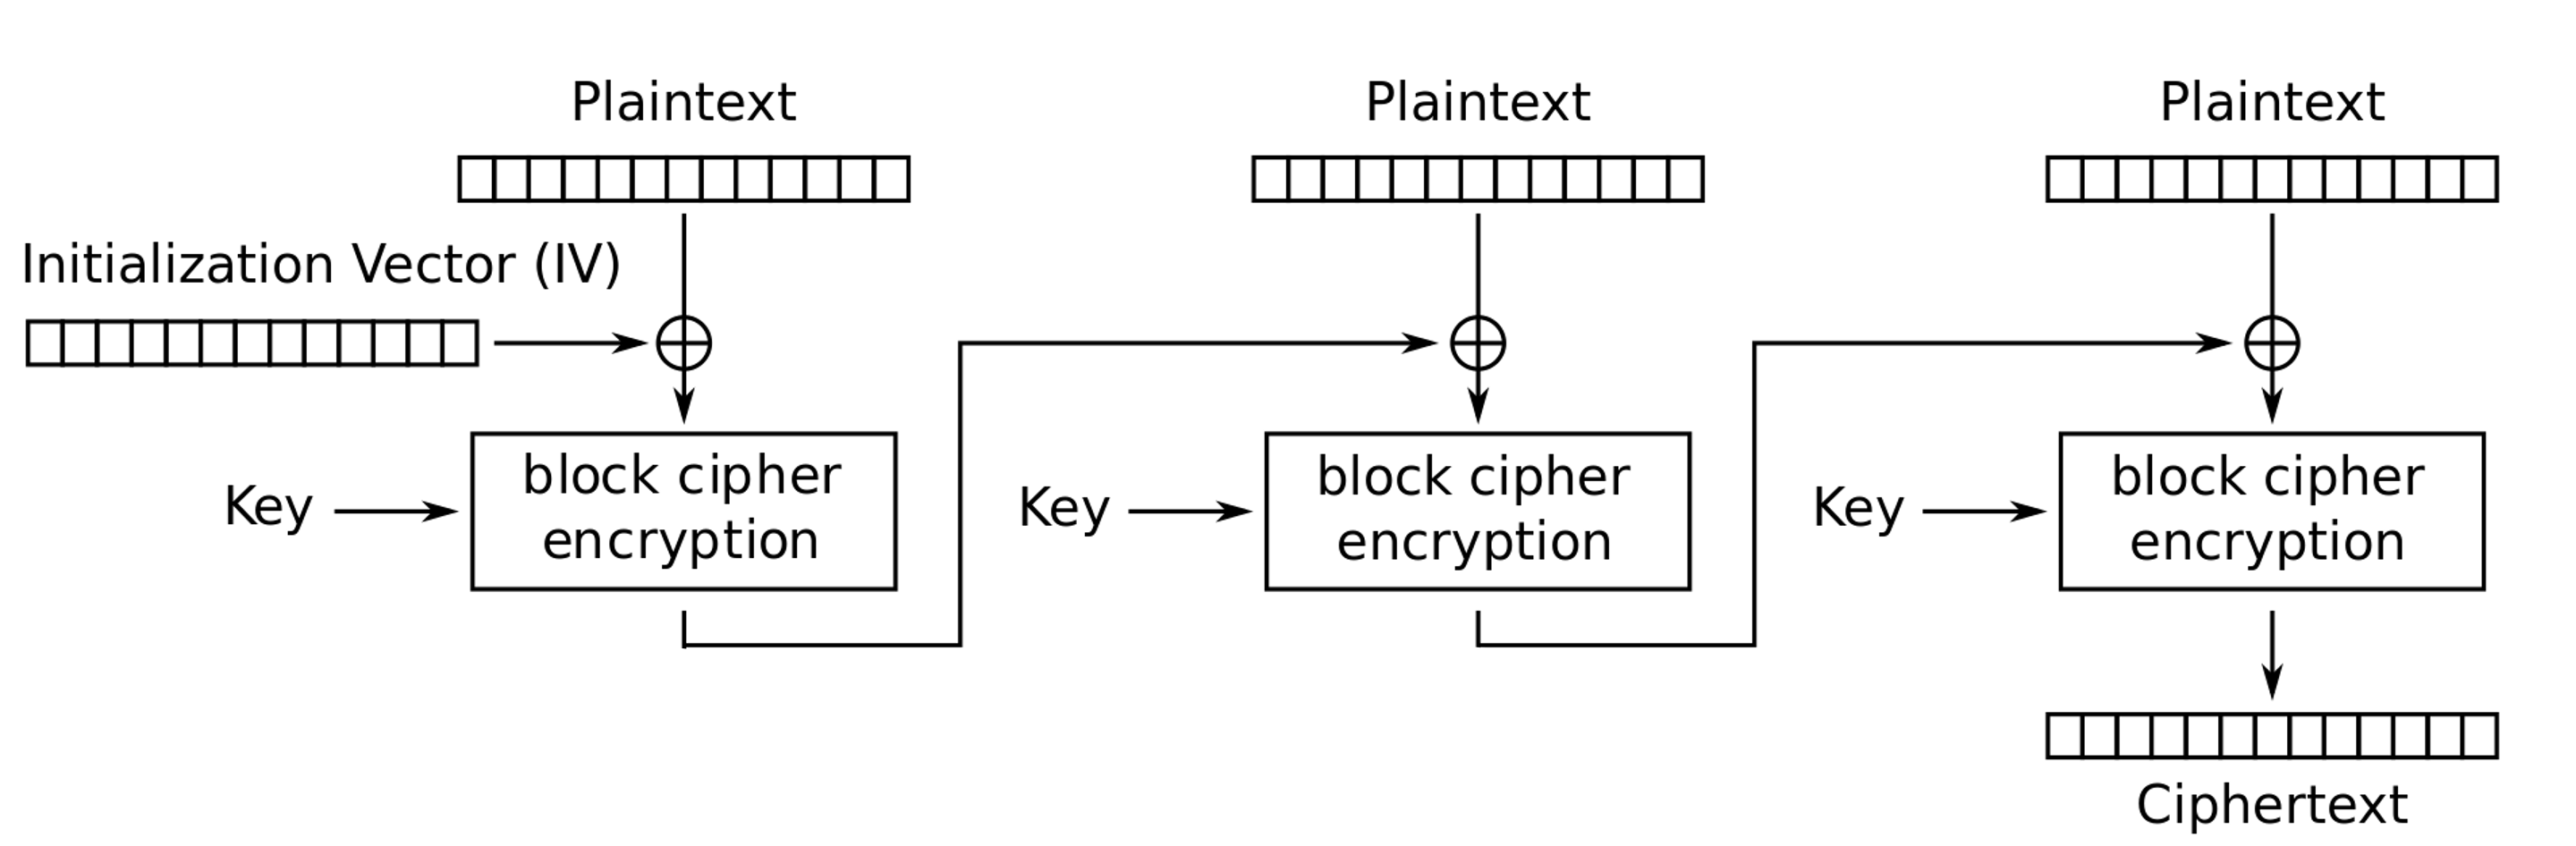 Plaintext
Plaintext
Plaintext
Initialization Vector (IV)
Key
block cipher
encryption
Key
block cipher
encryption
Key
block cipher
encryption
Ciphertext